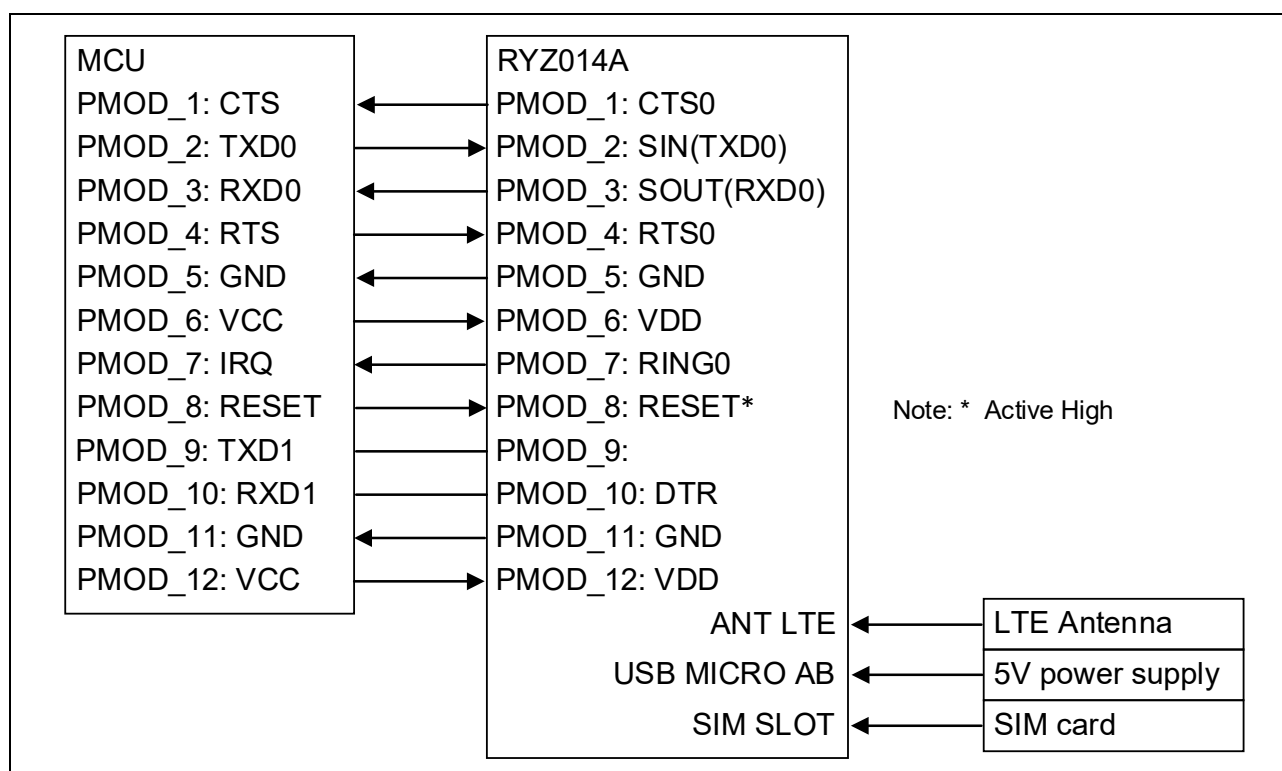 MCU
PMOD_1: CTS
PMOD_2: TXD0
PMOD_3: RXD0
PMOD_4: RTS
PMOD_5: GND
PMOD_6: VCC
PMOD_7: IRQ
PMOD_8: RESET
PMOD_9: TXD1
PMOD_10: RXD1
PMOD_11: GND
PMOD_12: VCC
RYZ014A
PMOD_1: CTS0
PMOD_2: SIN(TXD0)
PMOD_3: SOUT(RXD0)
PMOD_4: RTS0
PMOD_5: GND
PMOD_6: VDD
PMOD_7: RING0
PMOD_8: RESET*
PMOD_9:
PMOD_10: DTR
PMOD_11: GND
PMOD_12: VDD
ANT LTE
USB MICRO AB
SIM SLOT
LTE Antenna
5V power supply
SIM card
Note: * Active High